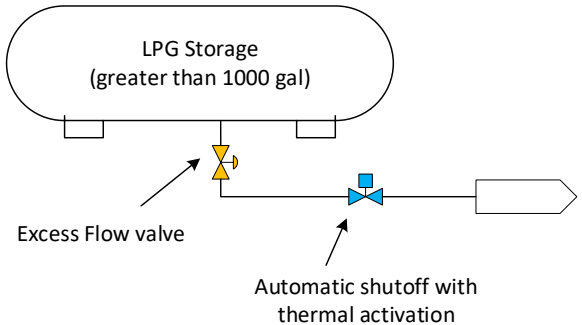 LPG Storage
(greater than 1000 gal)
Excess Flow valve
Automatic shutoff with
thermal activation